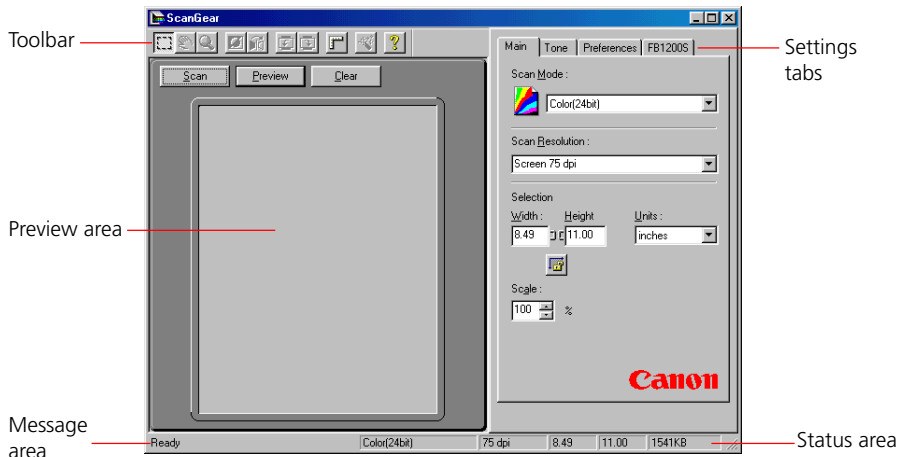 ScanGear
Toolbar
Main Tone Preferences FB1200S
Settings
tabs
Scan Preview Clear
Scan Mode :
Color(24bit)
Scan Resolution :
Screen 75 dpi
Selection
Width : Height Units :
8.49 11.00 inches
Preview area
Scale :
100 %
Canon
Message
area
Ready Color(24bit) 75 dpi 8.49 11.00 1541KB
Status area